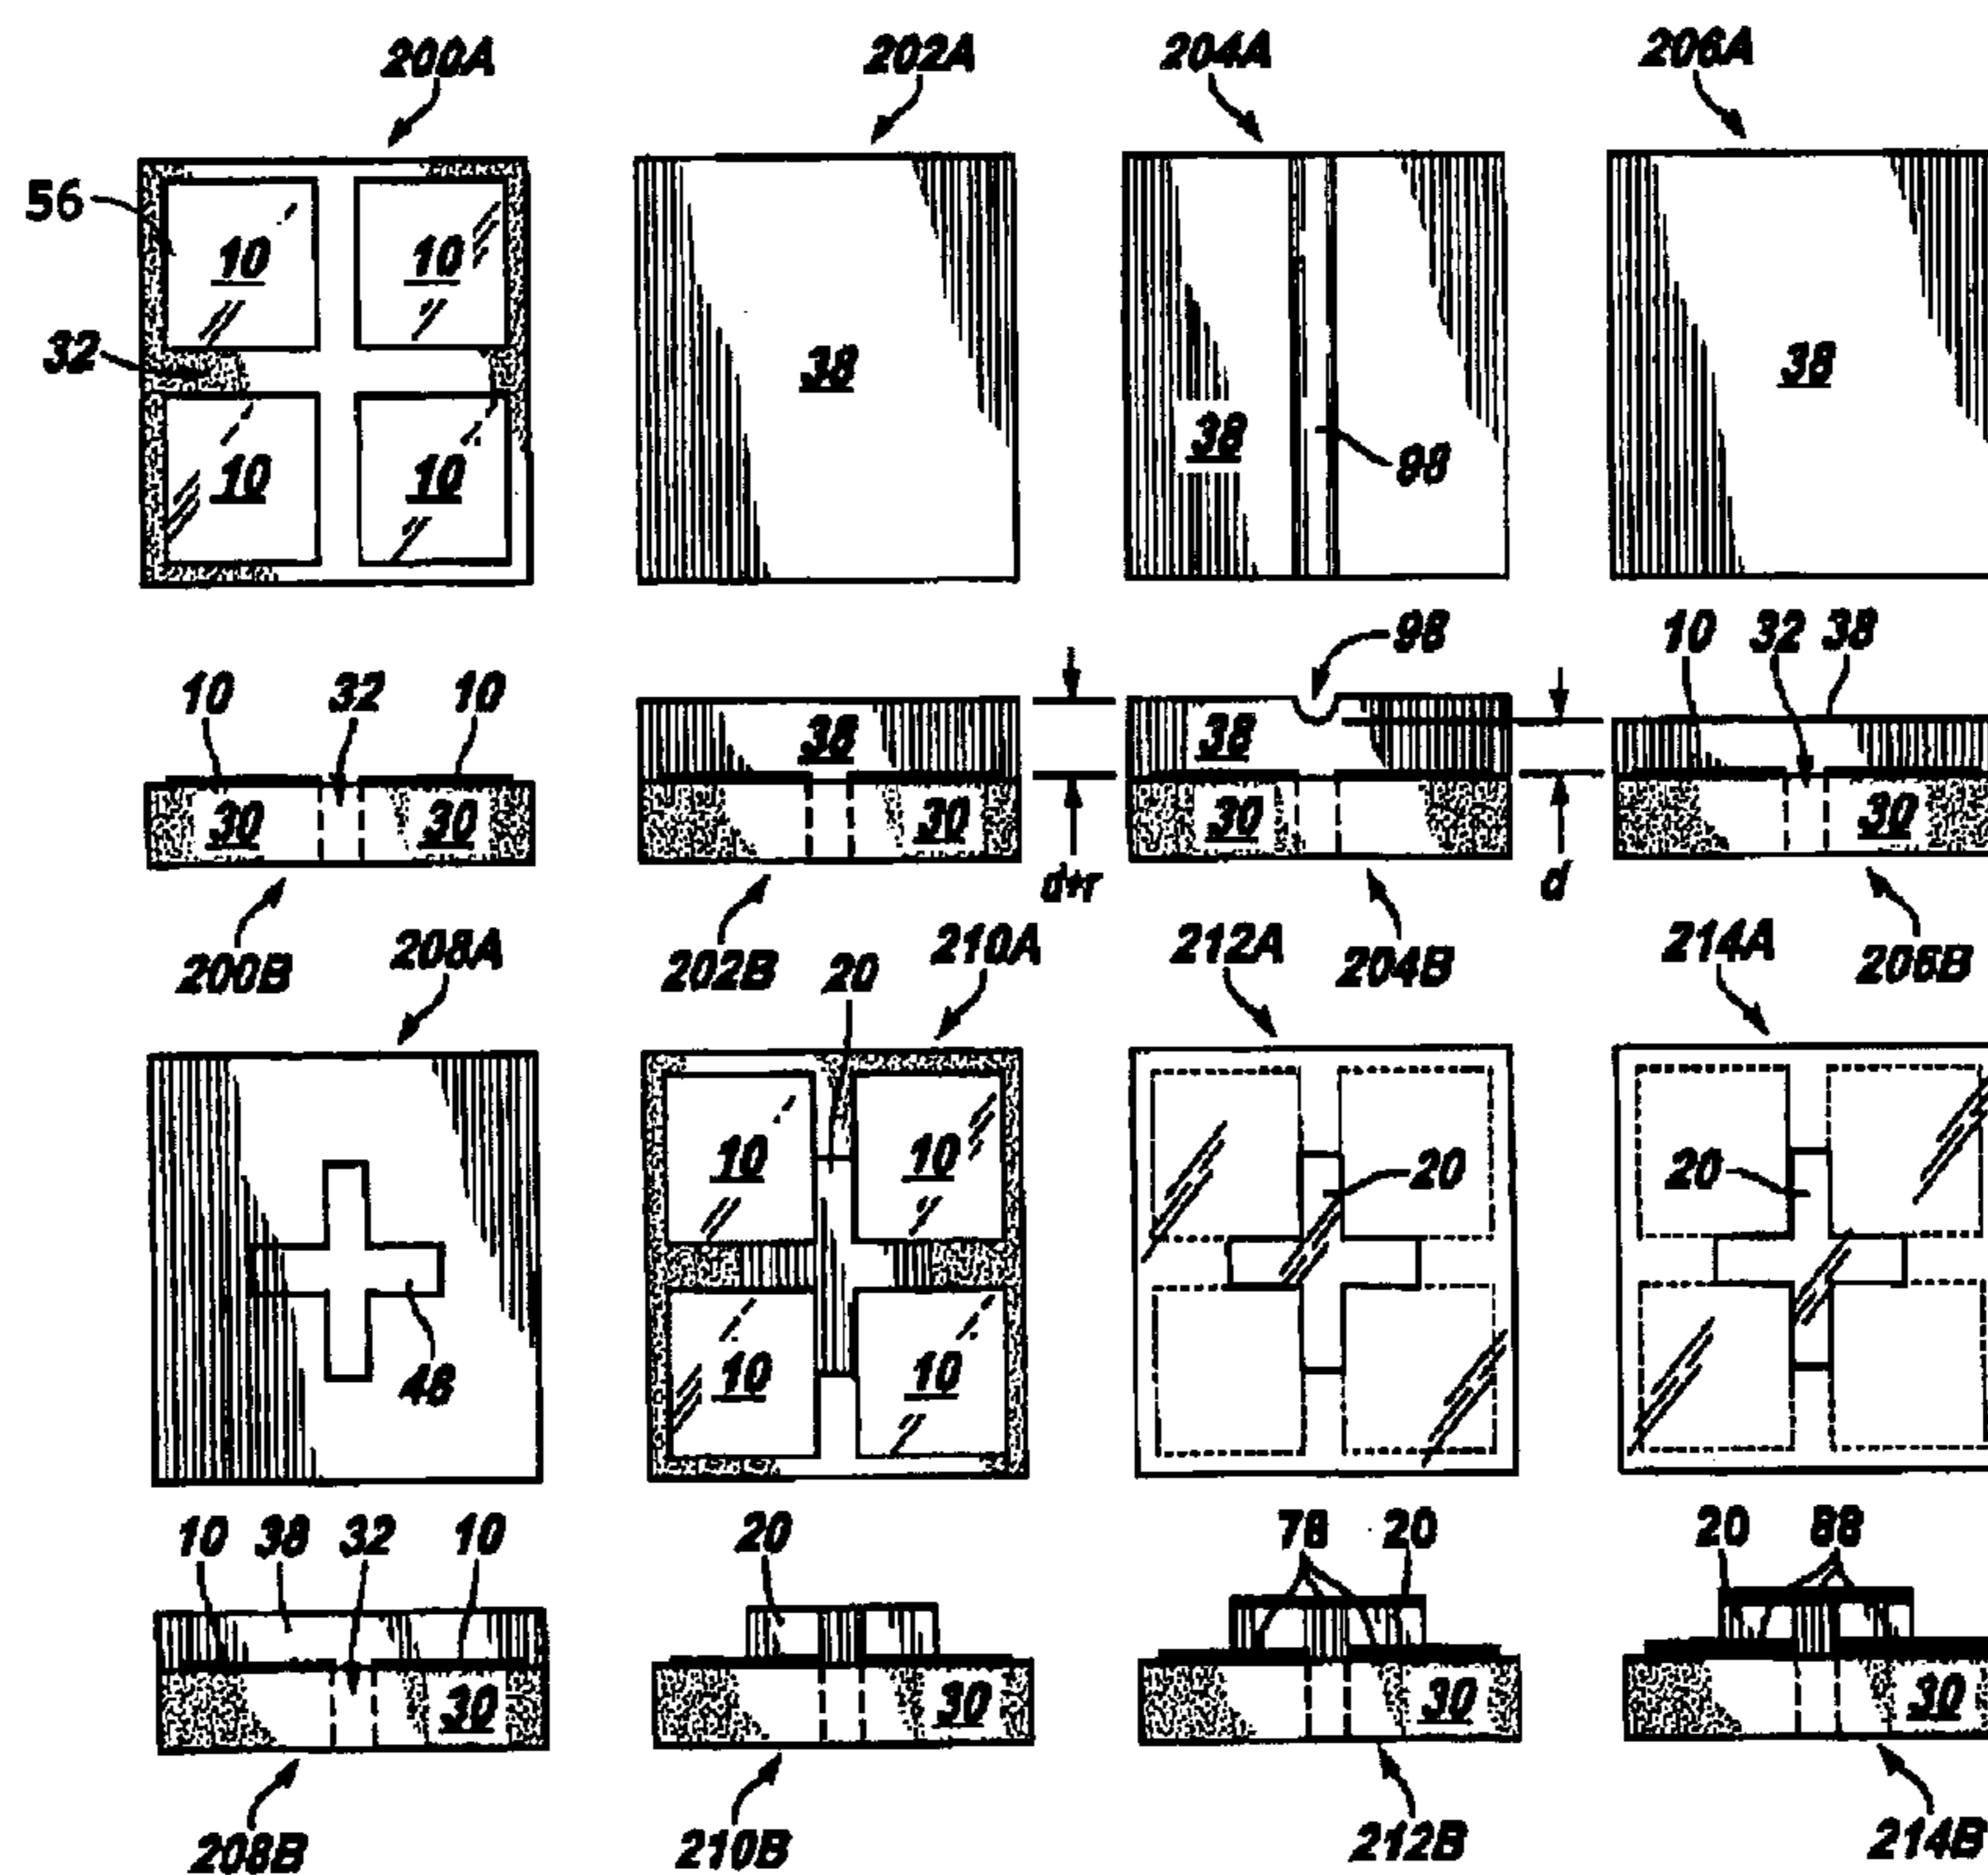 200A 202A 204A 206A
56 10 10
32 38 38 98 38
10 10
98 10 32 38
10 32 10
38 38
30 30 30 30 30
d+r d
200B 208A 202B 20 210A 212A 204B 214A 206B
10 10 20 20
48 10 10
10 38 32 10 20 78 20 20 88
30 30 30 30
208B 210B 212B 214B